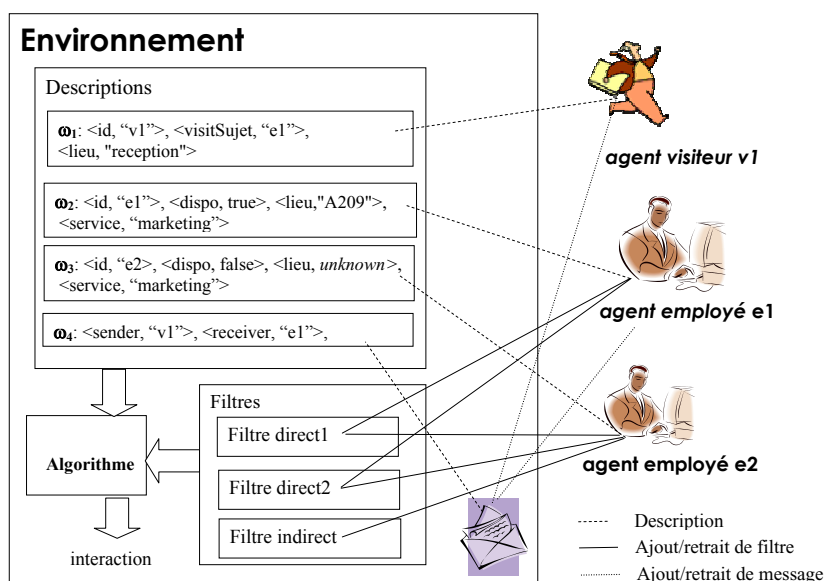 Environnement
Descriptions
ω1: <id, “v1”>, <visitSujet, “e1”>,
<lieu, "reception">
ω2: <id, “e1”>, <dispo, true>, <lieu,"A209">,
<service, “marketing”>
ω3: <id, “e2>, <dispo, false>, <lieu, unknown>,
<service, “marketing”>
ω4: <sender, “v1”>, <receiver, “e1”>,
Algorithme
interaction
Filtres
Filtre direct1
Filtre direct2
Filtre indirect
agent visiteur v1
agent employé e1
agent employé e2
Description
Ajout/retrait de filtre
Ajout/retrait de message